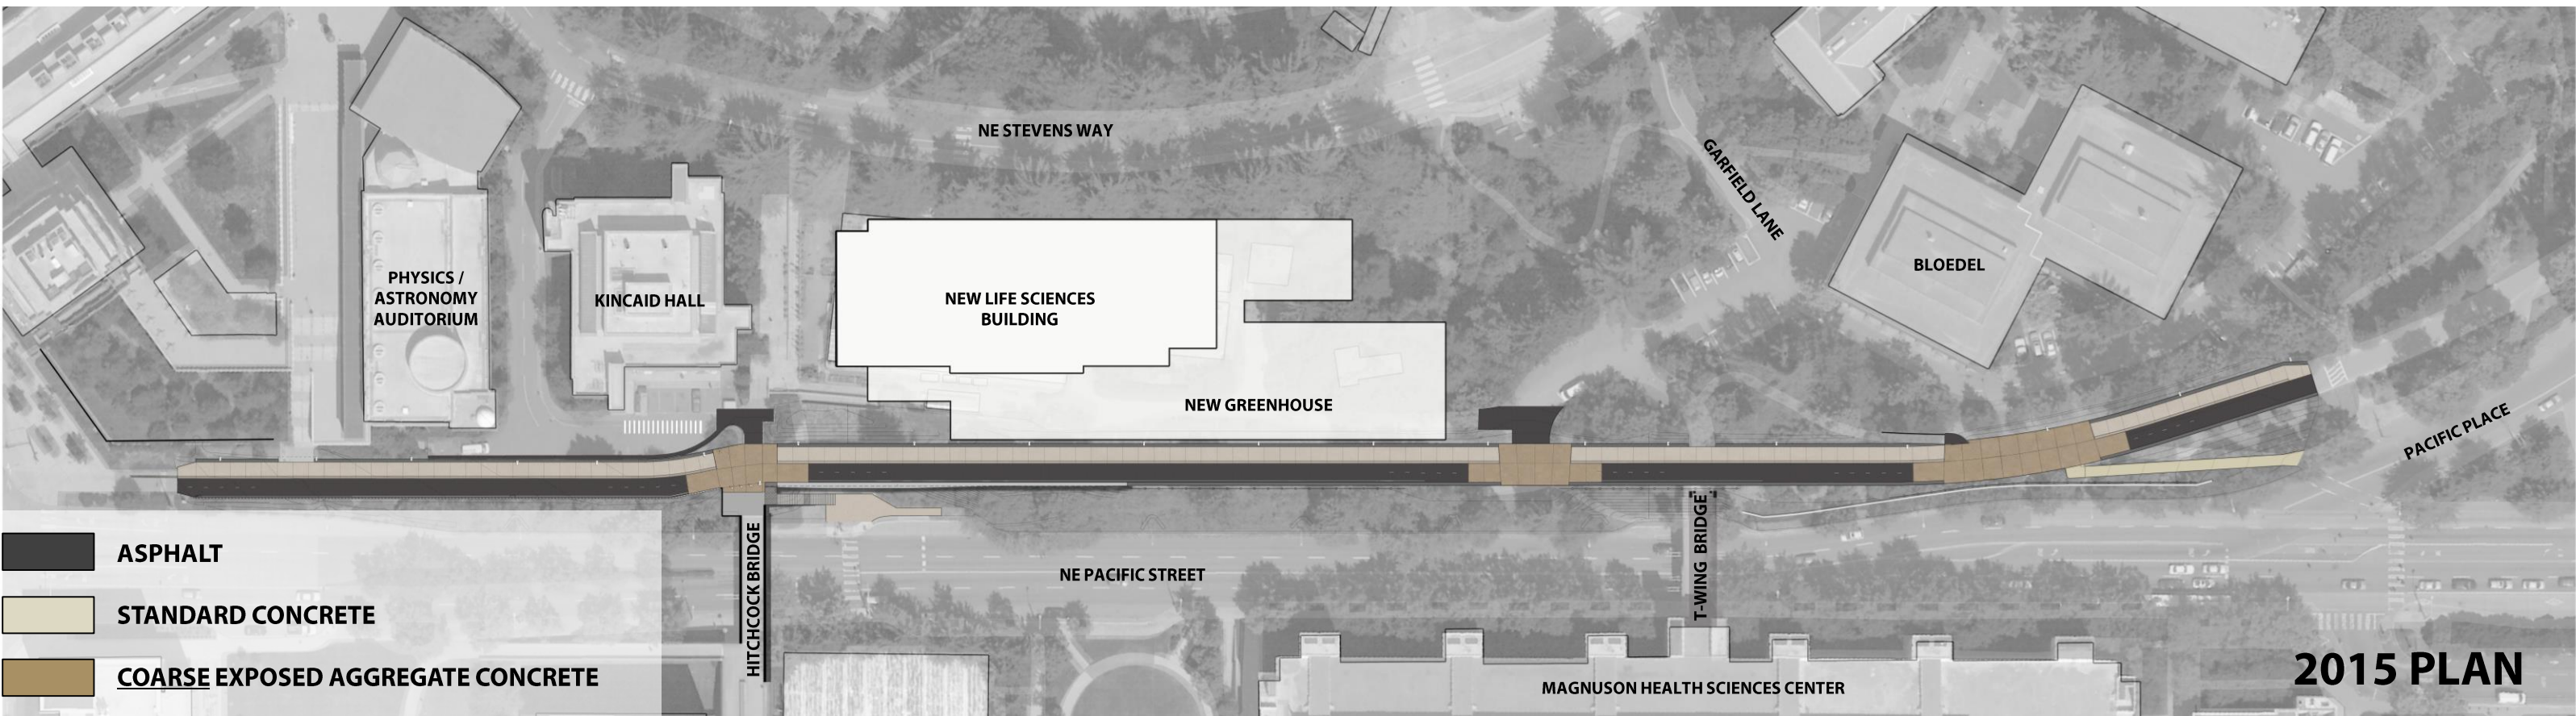 NE STEVENS WAY
GARFIELD LANE
PHYSICS /
ASTRONOMY
AUDITORIUM
KINCAID HALL
NEW LIFE SCIENCES
BUILDING
BLOEDEL
NEW GREENHOUSE
PACIFIC PLACE
HITCHCOCK BRIDGE
T-WING BRIDGE
NE PACIFIC STREET
ASPHALT
STANDARD CONCRETE
COARSE EXPOSED AGGREGATE CONCRETE
MAGNUSON HEALTH SCIENCES CENTER
2015 PLAN